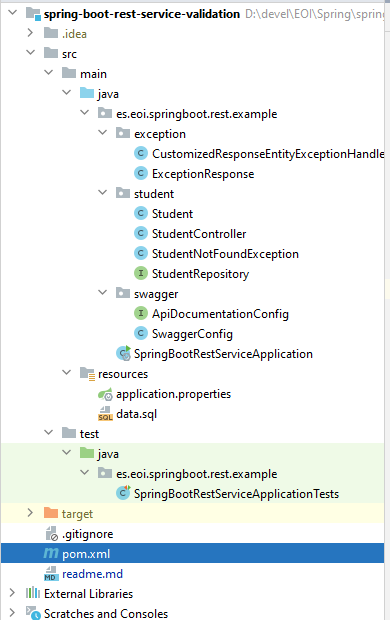 spring-boot-rest-service-validation D:\devel\EOI\Spring\spring
.idea
src
main
java
es.eoi.springboot.rest.example
exception
CustomizedResponseEntityExceptionHandle
ExceptionResponse
student
Student
StudentController
StudentNotFoundException
StudentRepository
swagger
ApiDocumentationConfig
SwaggerConfig
SpringBootRestServiceApplication
resources
application.properties
data.sql
test
java
es.eoi.springboot.rest.example
SpringBootRestServiceApplicationTests
target
.gitignore
pom.xml
readme.md
External Libraries
Scratches and Consoles